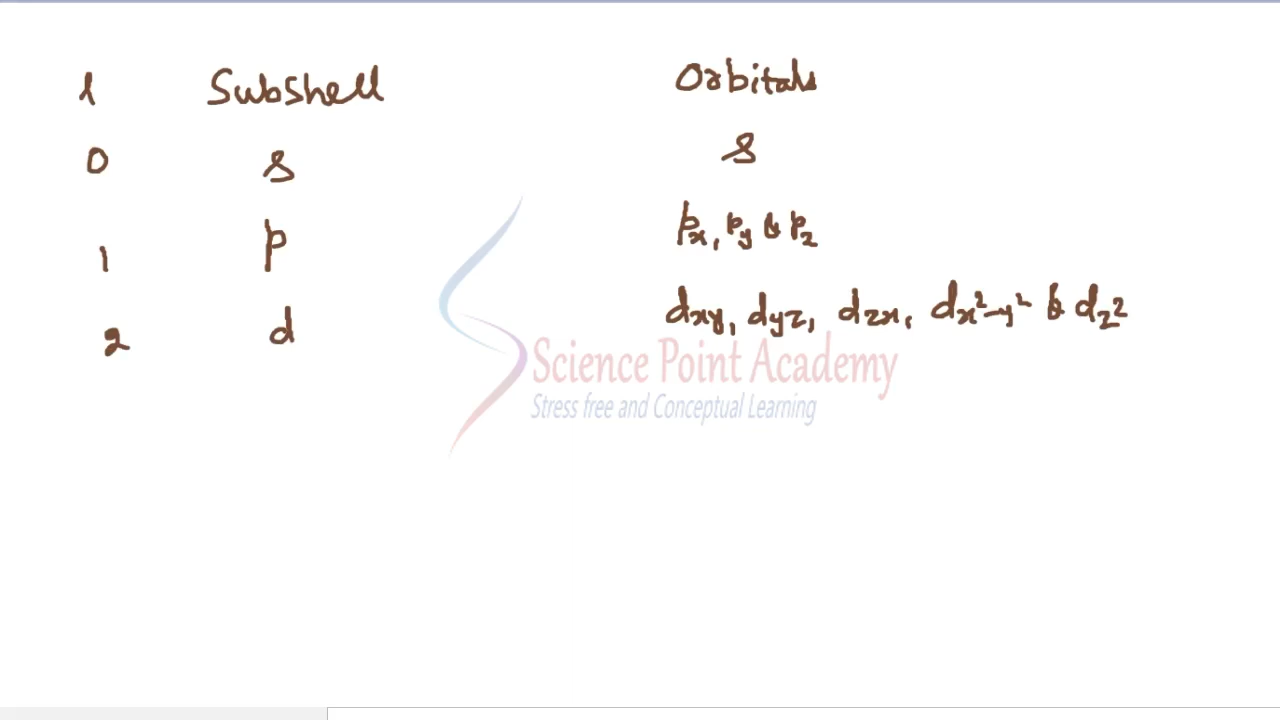 l Subshell Orbitals
0 s s
1 p px, py & pz
2 d dxy, dyz, dzx, dx²-y² & dz²
Science Point Academy
Stress free and Conceptual Learning